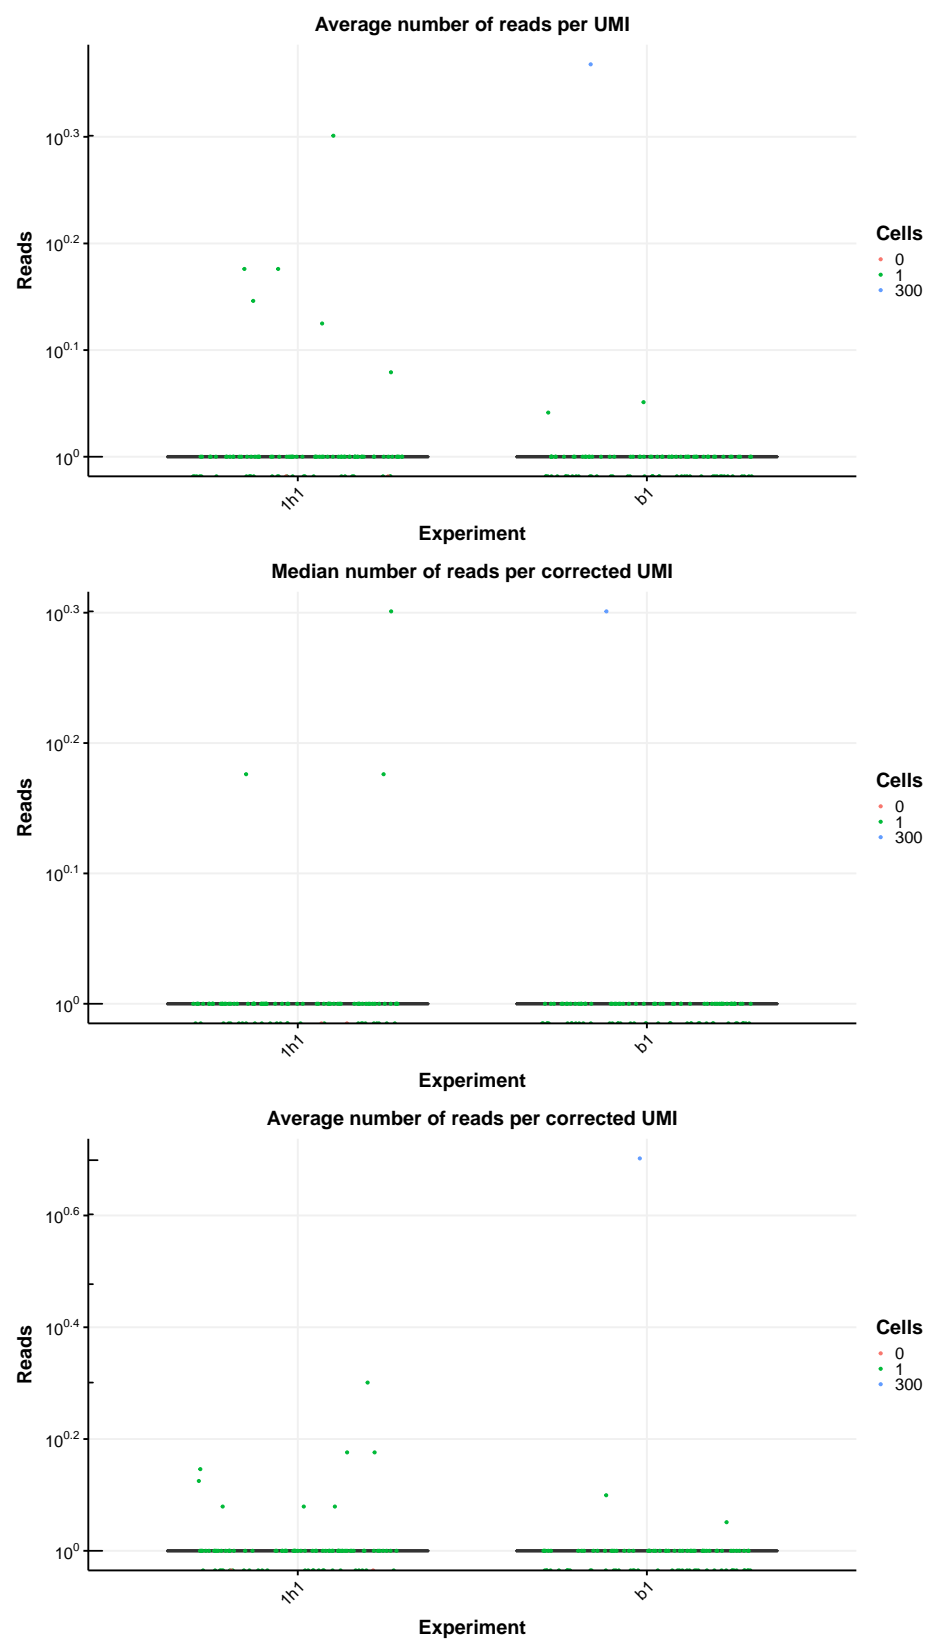 Average number of reads per UMI
Reads
10^0.3
10^0.2
10^0.1
10^0
1h1
b1
Experiment
Cells
0
1
300
Median number of reads per corrected UMI
Reads
10^0.3
10^0.2
10^0.1
10^0
1h1
b1
Experiment
Cells
0
1
300
Average number of reads per corrected UMI
Reads
10^0.6
10^0.4
10^0.2
10^0
1h1
b1
Experiment
Cells
0
1
300